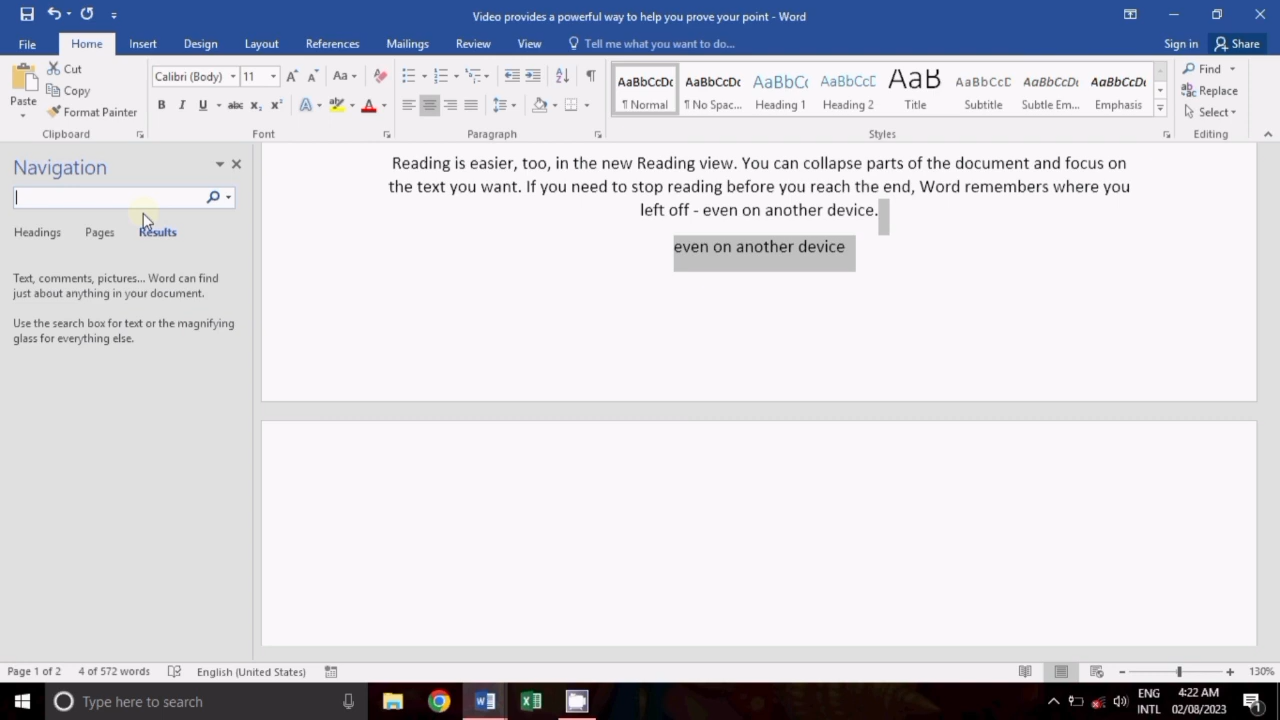 Video provides a powerful way to help you prove your point - Word
File Home Insert Design Layout References Mailings Review View Tell me what you want to do... Sign in Share
Paste
Cut
Copy
Format Painter
Clipboard
Calibri (Body) 11
Font
Paragraph
AaBbCcDc AaBbCcDc AaBbCc AaBbCcD AaB AaBbCcD AaBbCcDt AaBbCcDt
¶ Normal ¶ No Spac... Heading 1 Heading 2 Title Subtitle Subtle Em... Emphasis
Styles
Find
Replace
Select
Editing
Navigation
Headings Pages Results
Text, comments, pictures... Word can find
just about anything in your document.
Use the search box for text or the magnifying
glass for everything else.
Reading is easier, too, in the new Reading view. You can collapse parts of the document and focus on
the text you want. If you need to stop reading before you reach the end, Word remembers where you
left off - even on another device.
even on another device
Page 1 of 2 4 of 572 words English (United States) 130%
Type here to search
ENG
INTL
4:22 AM
02/08/2023
1